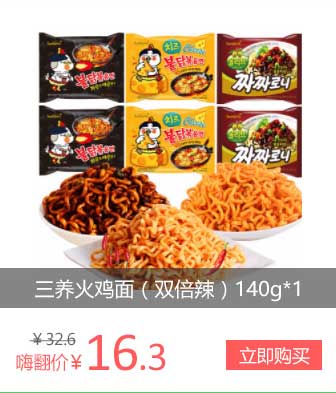 불닭볶음면
치즈
불닭볶음면
짜짜로니
불닭볶음면
치즈
불닭볶음면
짜짜로니
三养火鸡面（双倍辣）140g*1
¥32.6
嗨翻价¥16.3
立即购买